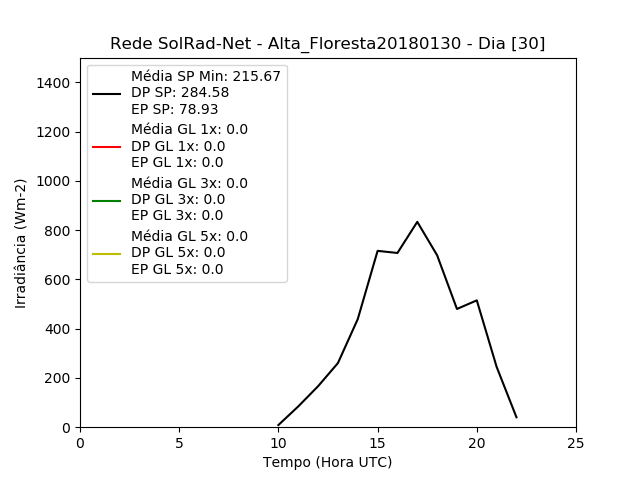 Rede SolRad-Net - Alta_Floresta20180130 - Dia [30]
Média SP Min: 215.67
DP SP: 284.58
EP SP: 78.93
Média GL 1x: 0.0
DP GL 1x: 0.0
EP GL 1x: 0.0
Média GL 3x: 0.0
DP GL 3x: 0.0
EP GL 3x: 0.0
Média GL 5x: 0.0
DP GL 5x: 0.0
EP GL 5x: 0.0
Irradiância (Wm-2)
1400
1200
1000
800
600
400
200
0
0 5 10 15 20 25
Tempo (Hora UTC)